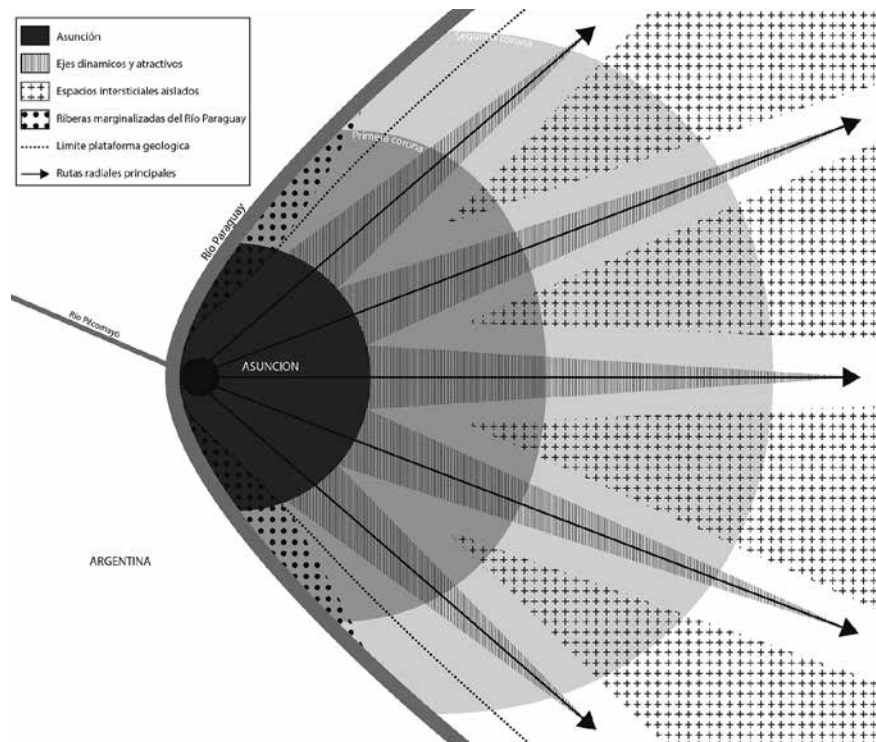 Asunción
Ejes dinamicos y atractivos
Espacios intersticiales aislados
Riberas marginalizadas del Río Paraguay
Limite plataforma geologica
Rutas radiales principales
Segunda corona
Primera corona
Río Paraguay
Río Pilcomayo
ASUNCION
ARGENTINA